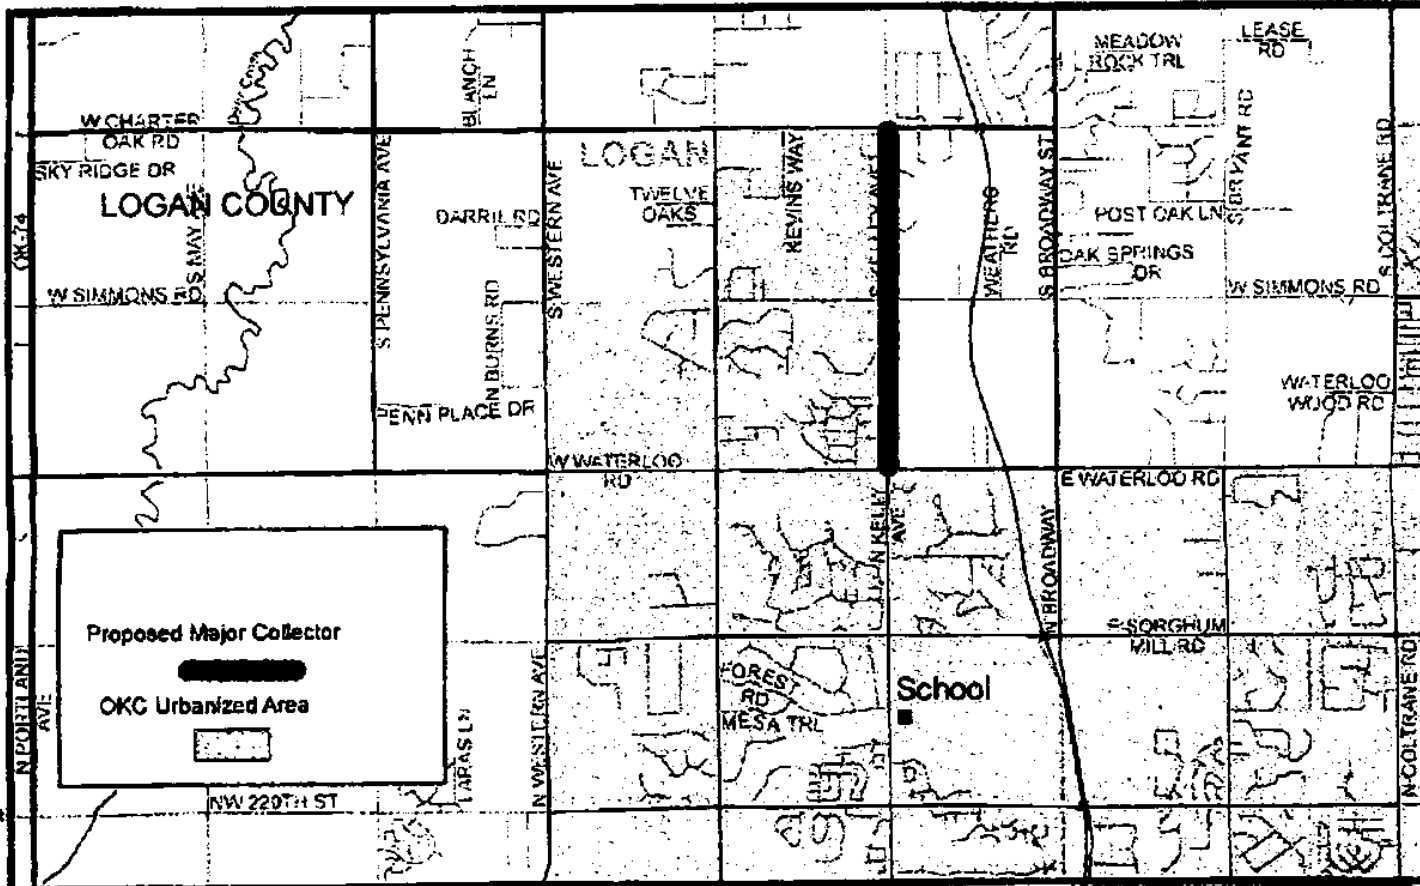 MEADOW
ROCK TRL
LEASE
RD
BLANCH
LN
W CHARTER
OAK RD
SKY RIDGE DR
LOGAN COUNTY
LOGAN
TWELVE
OAKS
KEVINS WAY
DARRIL RD
S PENNSYLVANIA AVE
S WESTERN AVE
WEATHERS
RD
S BROADWAY ST
S BRYANT RD
S COLTRANE RD
POST OAK LN
OAK SPRINGS
DR
OK-74
S MAY
W SIMMONS RD
W SIMMONS RD
N BURNS RD
PENN PLACE DR
WATERLOO
WOOD RD
W WATERLOO
RD
E WATERLOO RD
N KELLY
AVE
N BROADWAY
E SORGHUM
MILL RD
Proposed Major Collector
OKC Urbanized Area
N PORTLAND
AVE
N WESTERN AVE
FOREST
RD
MESA TRL
School
N COLTRANE RD
LARAS LN
NW 220TH ST